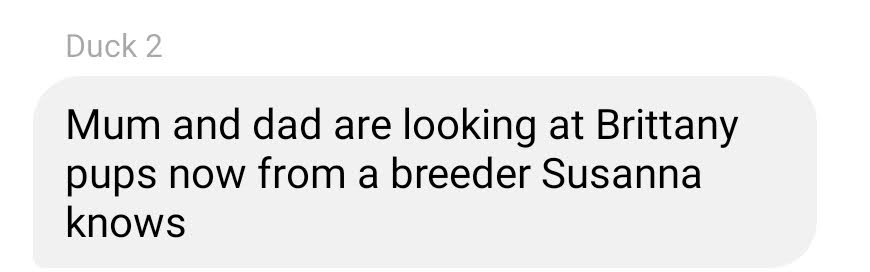 Duck 2
Mum and dad are looking at Brittany
pups now from a breeder Susanna
knows